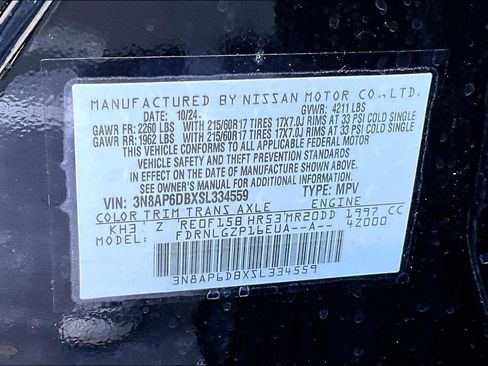 MANUFACTURED BY NISSAN MOTOR CO., LTD.
DATE: 10/24 GVWR: 4211 LBS
GAWR FR: 2260 LBS WITH 215/60R17 TIRES 17X7.0J RIMS AT 33 PSI COLD SINGLE
GAWR RR: 1962 LBS WITH 215/60R17 TIRES 17X7.0J RIMS AT 33 PSI COLD SINGLE
THIS VEHICLE CONFORMS TO ALL APPLICABLE FEDERAL MOTOR
VEHICLE SAFETY AND THEFT PREVENTION STANDARDS
IN EFFECT ON THE DATE OF MANUFACTURE SHOWN ABOVE.
SEE OWNER'S MANUAL FOR ADDITIONAL INFORMATION
VIN: 3N8AP6DBXSL334559 TYPE: MPV
COLOR TRIM TRANS AXLE ENGINE
KH3 Z RE0F15B HR53 MR20DD 1997 CC
MODEL: FDRNLGZP16EUA--A-- 4Z000
3N8AP6DBXSL334559